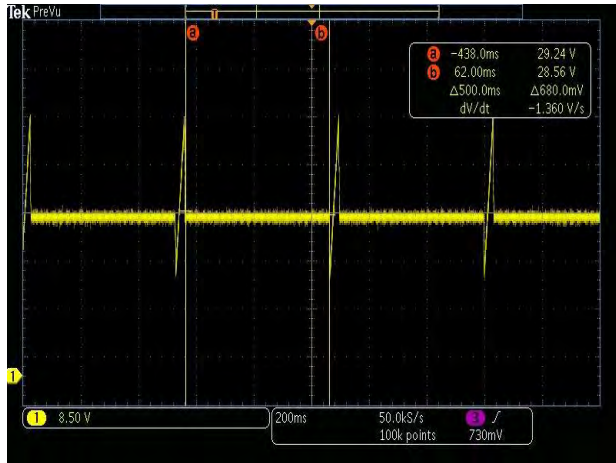 Tek PreVu
T
a b
a -438.0ms 29.24 V
b 62.00ms 28.56 V
Δ500.0ms Δ680.0mV
dV/dt -1.360 V/s
1
1 8.50 V
200ms 50.0kS/s 3 ∫
100k points 730mV